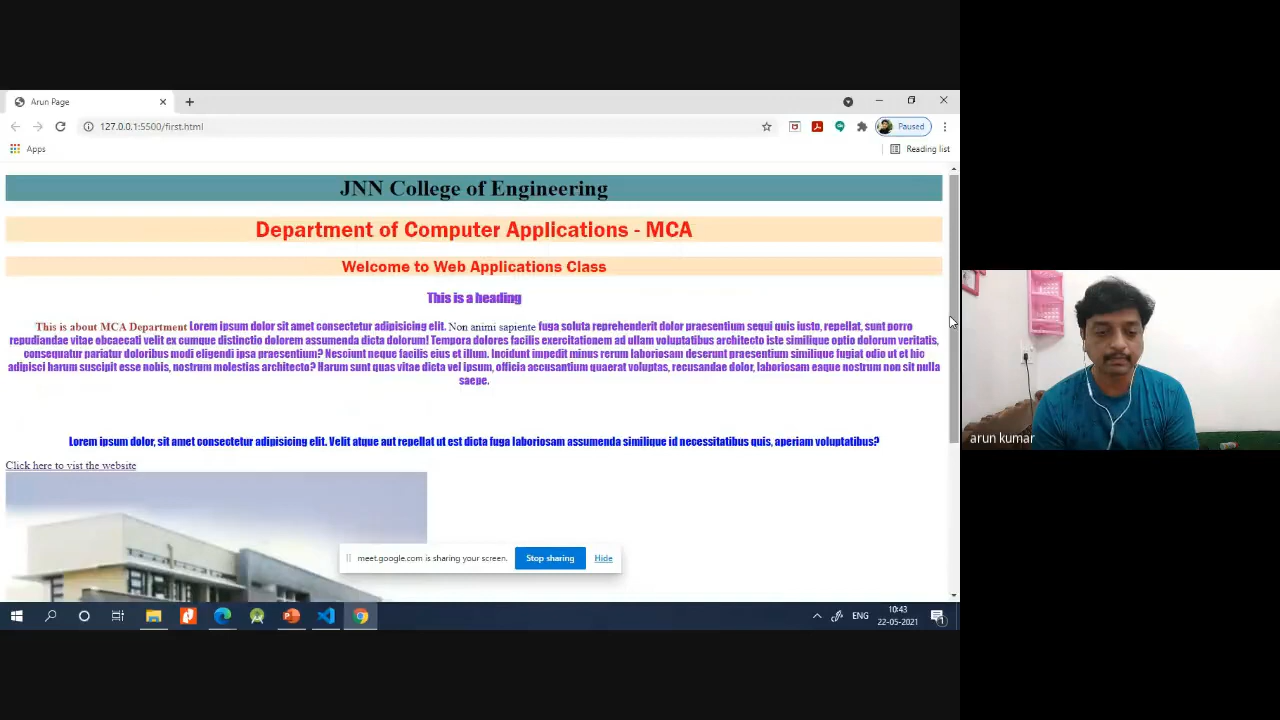 Arun Page
127.0.0.1:5500/first.html
Paused
Apps
Reading list
JNN College of Engineering
Department of Computer Applications - MCA
Welcome to Web Applications Class
This is a heading
This is about MCA Department Lorem ipsum dolor sit amet consectetur adipisicing elit. Non animi sapiente fuga soluta reprehenderit dolor praesentium sequi quis iusto, repellat, sunt porro
repudiandae vitae obcaecati velit ex cumque distinctio dolorem assumenda dicta dolorum! Tempora dolores facilis exercitationem ad ullam voluptatibus architecto iste similique optio dolorum veritatis,
consequatur pariatur doloribus modi eligendi ipsa praesentium? Nesciunt neque facilis eius et illum. Incidunt impedit minus rerum laboriosam deserunt praesentium similique fugiat odio ut et hic
adipisci harum suscipit esse nobis, nostrum molestias architecto? Harum sunt quas vitae dicta vel ipsum, officia accusantium quaerat voluptas, recusandae dolor, laboriosam eaque nostrum non sit nulla
saepe.
Lorem ipsum dolor, sit amet consectetur adipisicing elit. Velit atque aut repellat ut est dicta fuga laboriosam assumenda similique id necessitatibus quis, aperiam voluptatibus?
Click here to vist the website
meet.google.com is sharing your screen.
Stop sharing
Hide
arun kumar
ENG
10:43
22-05-2021
1